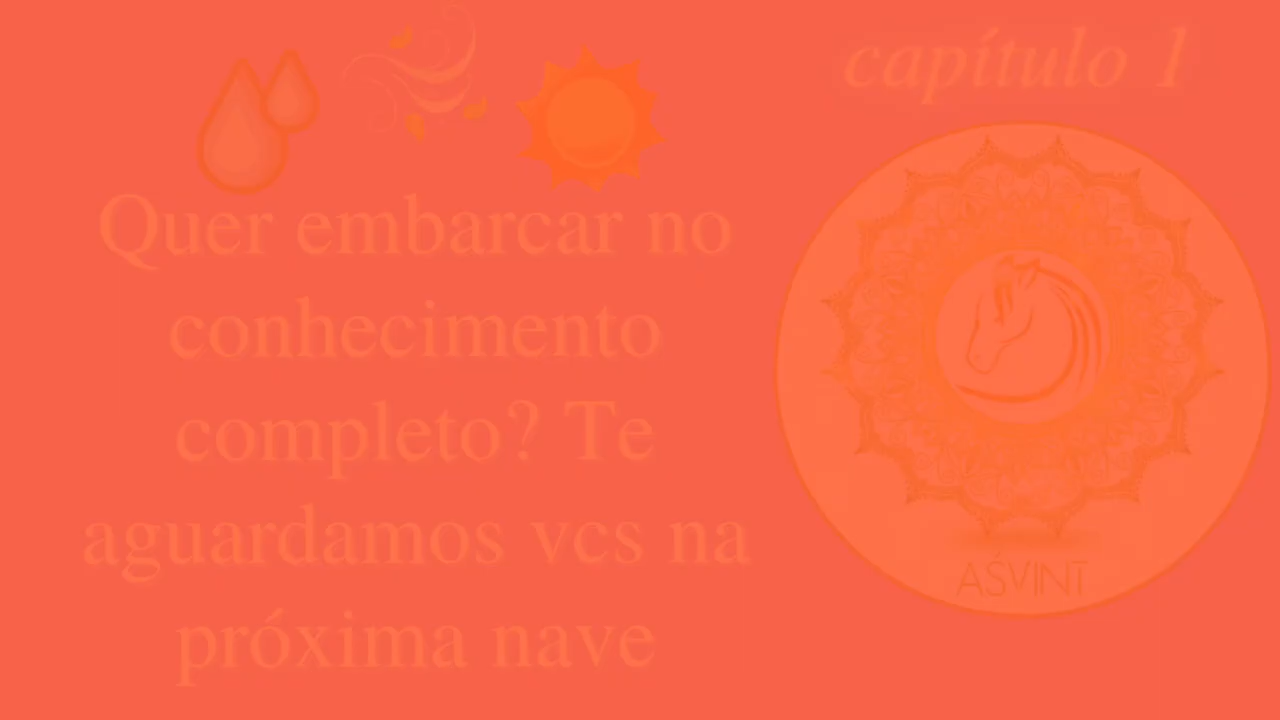 capítulo 1
Quer embarcar no
conhecimento
completo? Te
aguardamos vcs na
próxima nave
AŚVINT